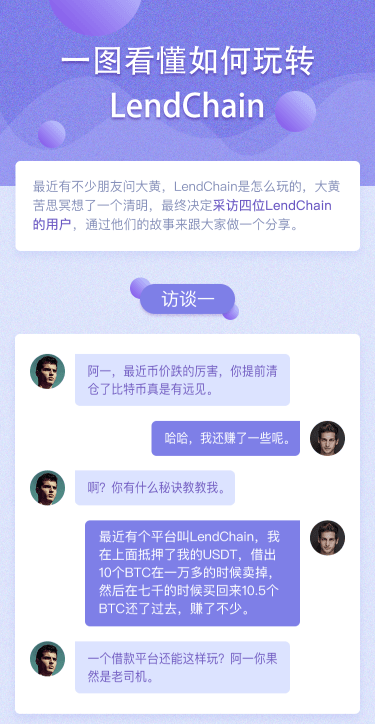 一图看懂如何玩转
LendChain
最近有不少朋友问大黄，LendChain是怎么玩的，大黄
苦思冥想了一个清明，最终决定采访四位LendChain
的用户，通过他们的故事来跟大家做一个分享。
访谈一
阿一，最近币价跌的厉害，你提前清
仓了比特币真是有远见。
哈哈，我还赚了一些呢。
啊？你有什么秘诀教教我。
最近有个平台叫LendChain，我
在上面抵押了我的USDT，借出
10个BTC在一万多的时候卖掉，
然后在七千的时候买回来10.5个
BTC还了过去，赚了不少。
一个借款平台还能这样玩？阿一你果
然是老司机。